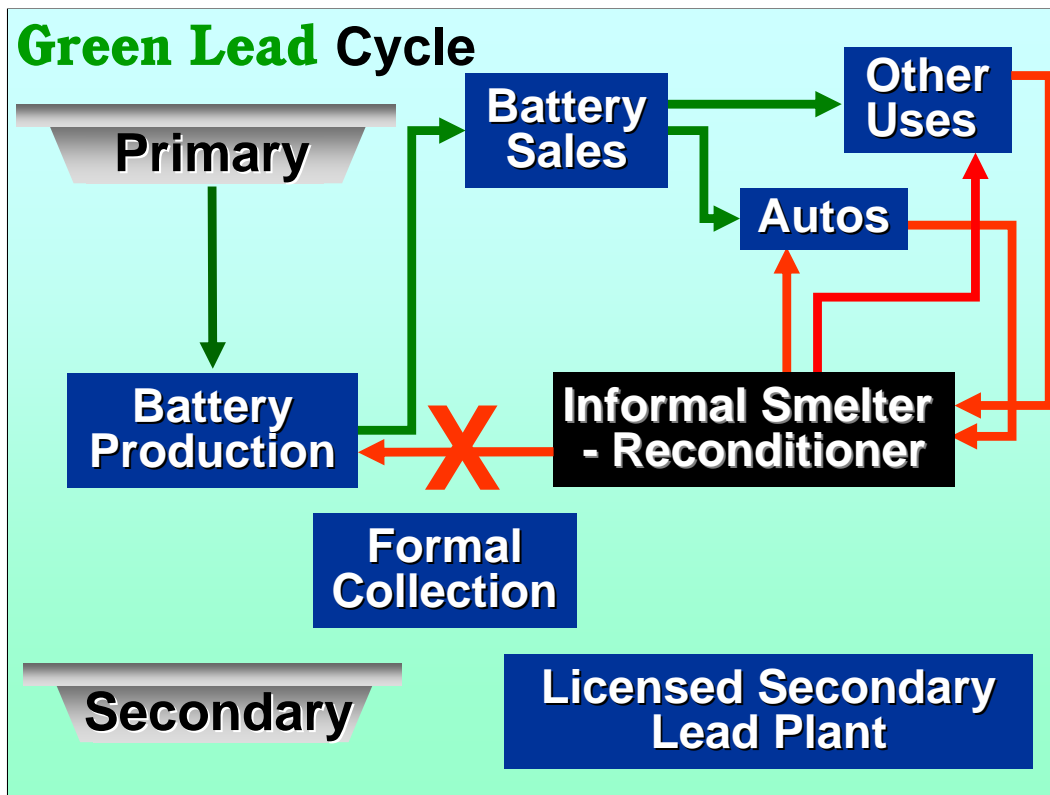 Green Lead Cycle
Primary
Battery
Sales
Other
Uses
Autos
Battery
Production
X
Informal Smelter
- Reconditioner
Formal
Collection
Secondary
Licensed Secondary
Lead Plant